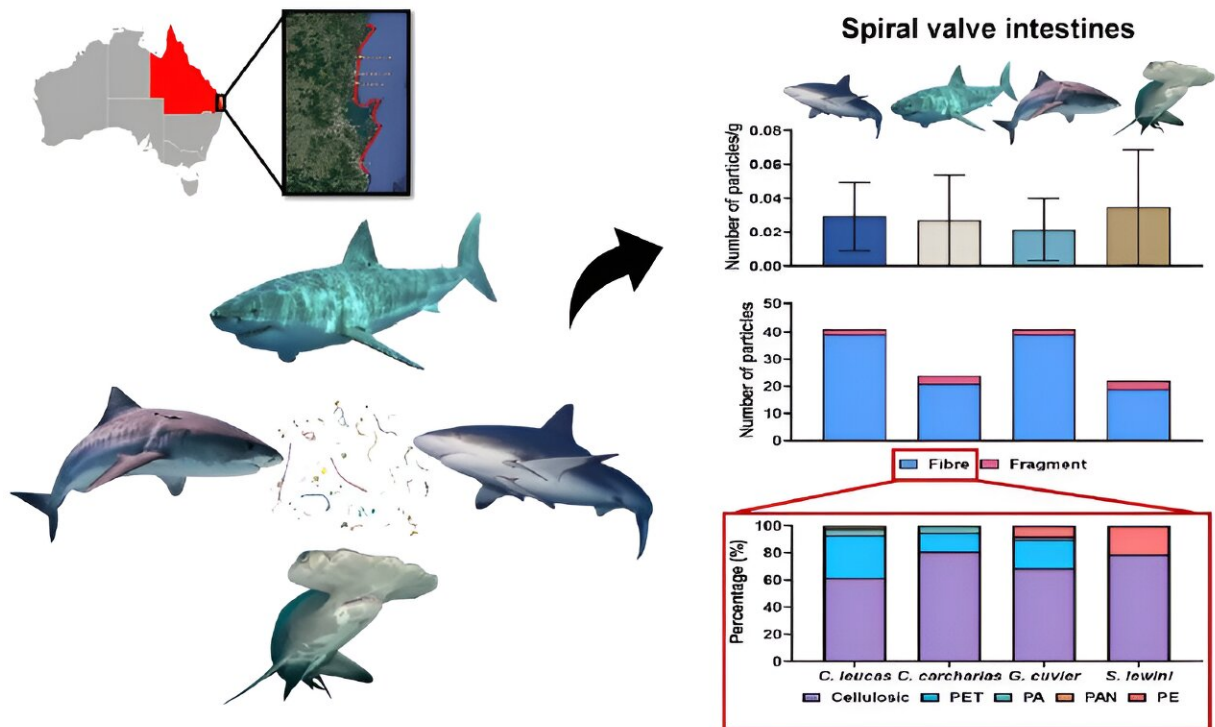 Spiral valve intestines
Number of particles/g
0.08
0.06
0.04
0.02
0.00
Number of particles
50
40
30
20
10
0
Fibre Fragment
Percentage (%)
100
80
60
40
20
0
C. leucas C. carcharias G. cuvier S. lewini
Cellulosic PET PA PAN PE